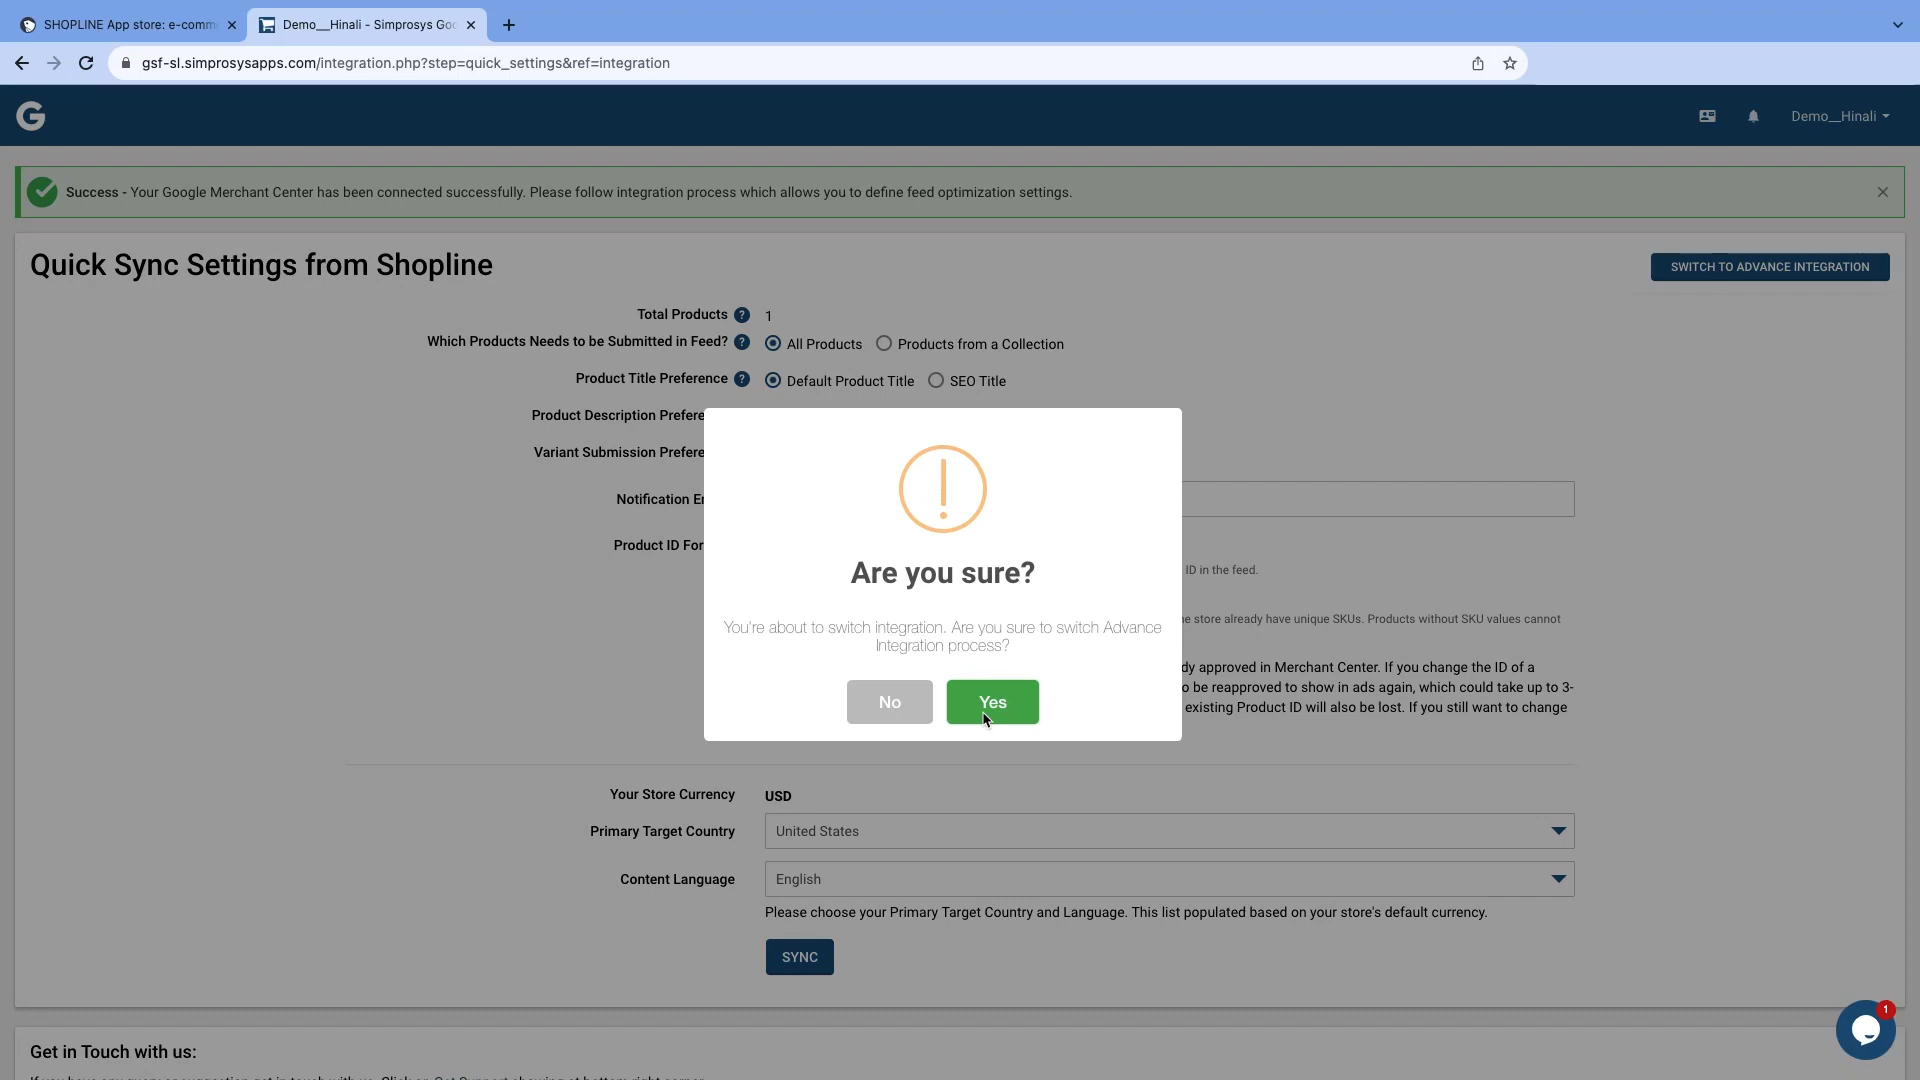 SHOPLINE App store: e-comm
Demo__Hinali - Simprosys Goo
gsf-sl.simprosysapps.com/integration.php?step=quick_settings&ref=integration
G
Demo__Hinali
Success - Your Google Merchant Center has been connected successfully. Please follow integration process which allows you to define feed optimization settings.
Quick Sync Settings from Shopline
SWITCH TO ADVANCE INTEGRATION
Total Products ? 1
Which Products Needs to be Submitted in Feed? ? All Products Products from a Collection
Product Title Preference ? Default Product Title SEO Title
Product Description Prefere
Variant Submission Prefere
Notification E
Product ID For
ID in the feed.
e store already have unique SKUs. Products without SKU values cannot
dy approved in Merchant Center. If you change the ID of a
o be reapproved to show in ads again, which could take up to 3-
existing Product ID will also be lost. If you still want to change
Are you sure?
You're about to switch integration. Are you sure to switch Advance
Integration process?
No Yes
Your Store Currency USD
Primary Target Country United States
Content Language English
Please choose your Primary Target Country and Language. This list populated based on your store's default currency.
SYNC
1
Get in Touch with us: